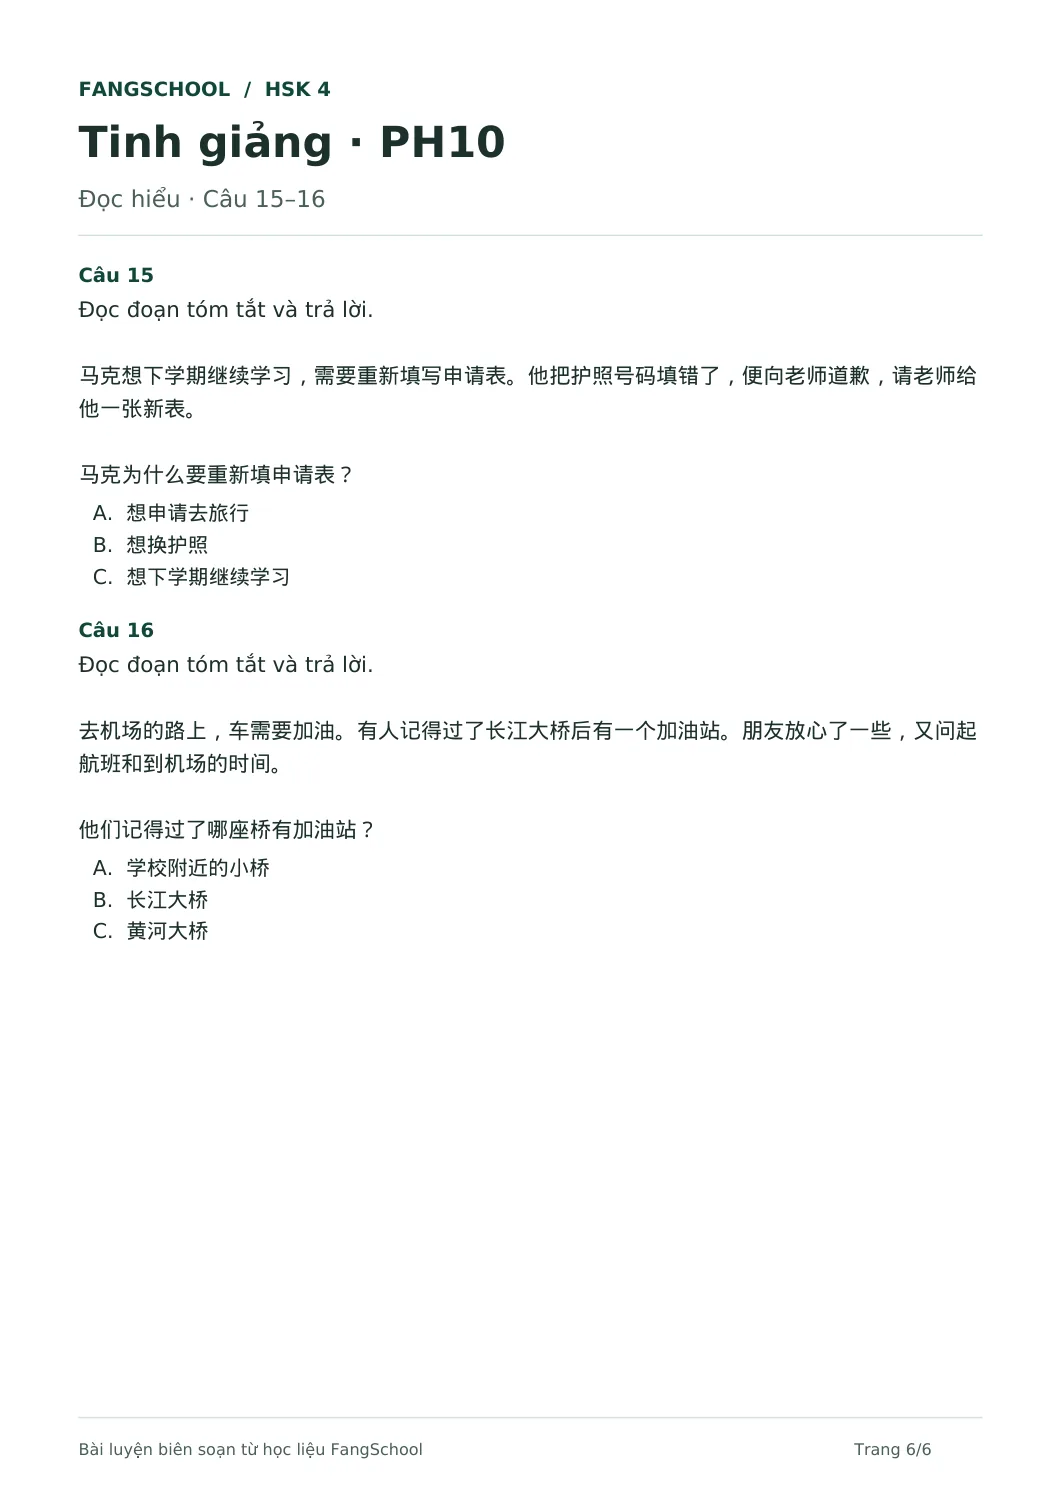 FANGSCHOOL / HSK 4
Tinh giảng · PH10
Đọc hiểu · Câu 15–16
Câu 15
Đọc đoạn tóm tắt và trả lời.
马克想下学期继续学习，需要重新填写申请表。他把护照号码填错了，便向老师道歉，请老师给
他一张新表。
马克为什么要重新填申请表？
A. 想申请去旅行
B. 想换护照
C. 想下学期继续学习
Câu 16
Đọc đoạn tóm tắt và trả lời.
去机场的路上，车需要加油。有人记得过了长江大桥后有一个加油站。朋友放心了一些，又问起
航班和到机场的时间。
他们记得过了哪座桥有加油站？
A. 学校附近的小桥
B. 长江大桥
C. 黄河大桥
Bài luyện biên soạn từ học liệu FangSchool
Trang 6/6